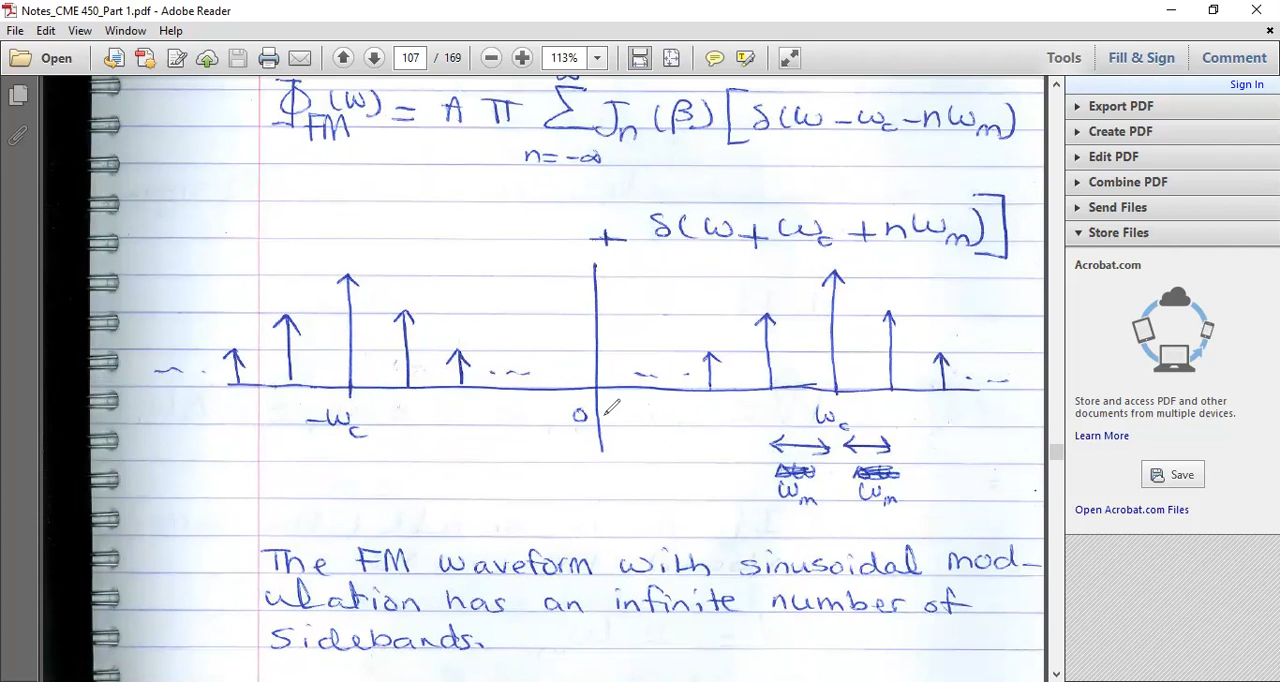 Notes_CME 450_Part 1.pdf - Adobe Reader
File Edit View Window Help
Open 107 / 169 113% Tools Fill & Sign Comment
Sign In
Export PDF
Create PDF
Edit PDF
Combine PDF
Send Files
Store Files
Acrobat.com
Store and access PDF and other
documents from multiple devices.
Learn More
Save
Open Acrobat.com Files
∞
Φ_FM(ω) = A π Σ J_n(β) [δ(ω - ω_c - nω_m)
n = -∞
+ δ(ω + ω_c + nω_m)]
-ω_c 0 ω_c
ω_m ω_m
The FM waveform with sinusoidal mod-
ulation has an infinite number of
sidebands.